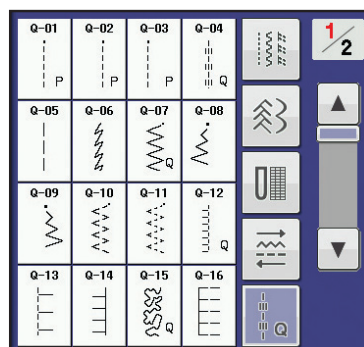 Q-01 Q-02 Q-03 Q-04 1/2
P P P Q
Q-05 Q-06 Q-07 Q-08
Q
Q-09 Q-10 Q-11 Q-12
Q
Q-13 Q-14 Q-15 Q-16
Q Q